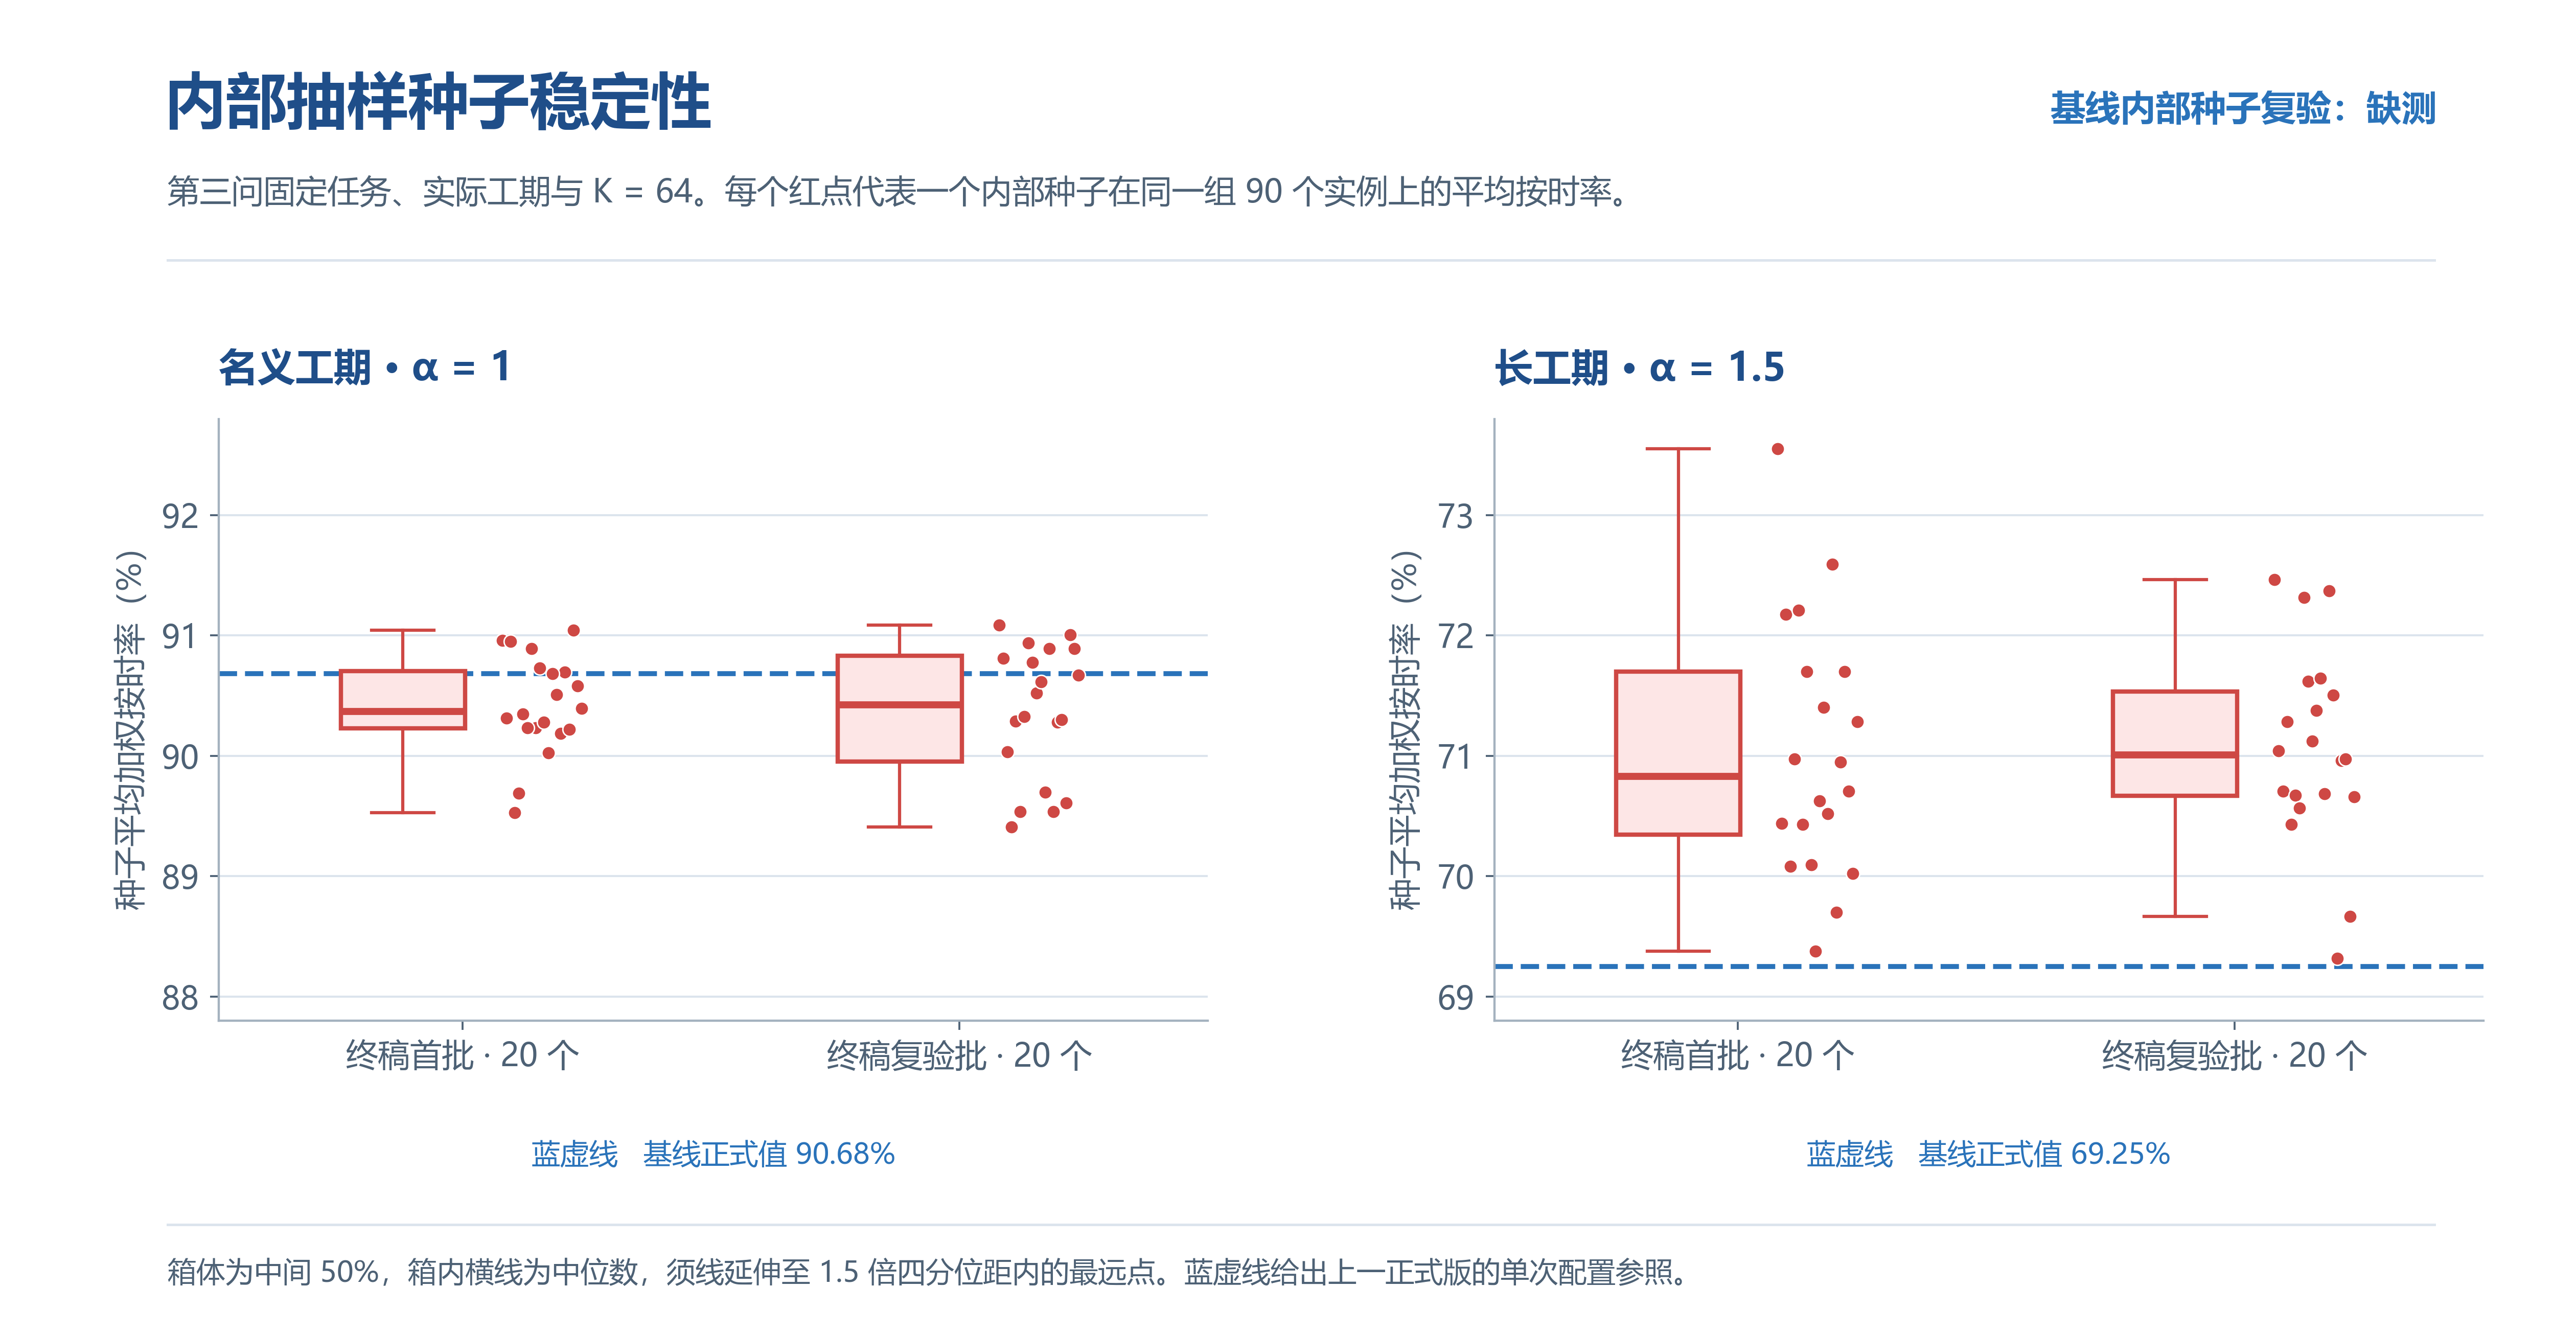 内部抽样种子稳定性
基线内部种子复验：缺测
第三问固定任务、实际工期与 K = 64。每个红点代表一个内部种子在同一组 90 个实例上的平均按时率。
名义工期 • α = 1
种子平均加权按时率（%）
92
91
90
89
88
终稿首批 · 20 个
终稿复验批 · 20 个
蓝虚线 基线正式值 90.68%
长工期 • α = 1.5
种子平均加权按时率（%）
73
72
71
70
69
终稿首批 · 20 个
终稿复验批 · 20 个
蓝虚线 基线正式值 69.25%
箱体为中间 50%，箱内横线为中位数，须线延伸至 1.5 倍四分位距内的最远点。蓝虚线给出上一正式版的单次配置参照。